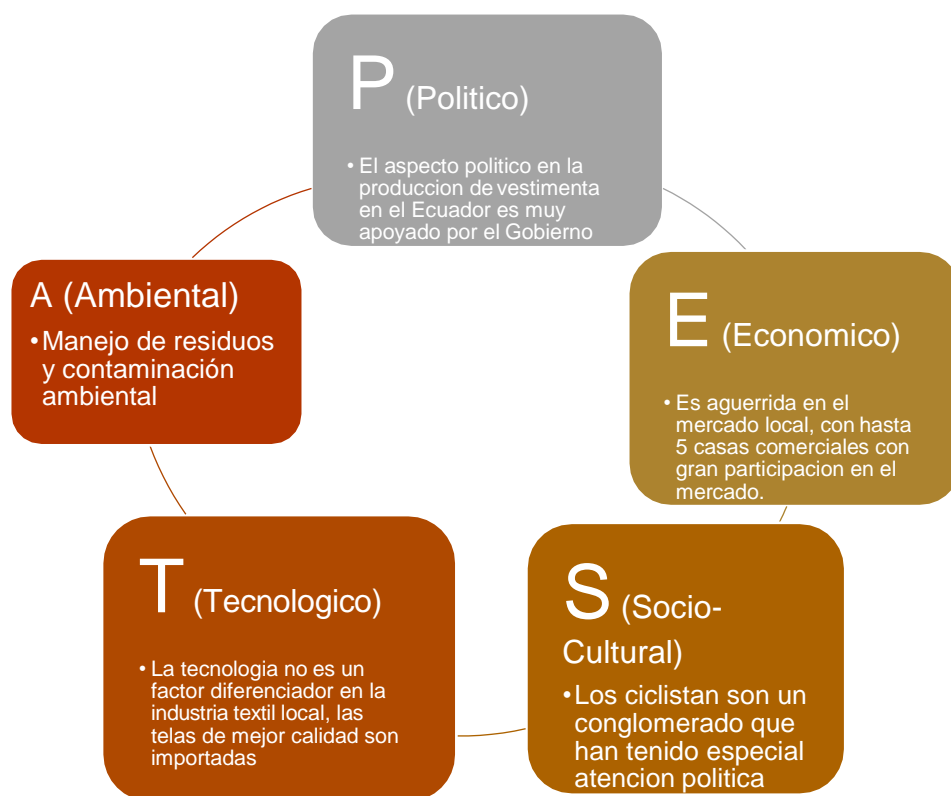 P (Politico)
• El aspecto politico en la
produccion de vestimenta
en el Ecuador es muy
apoyado por el Gobierno
E (Economico)
• Es aguerrida en el
mercado local, con hasta
5 casas comerciales con
gran participacion en el
mercado.
S (Socio-
Cultural)
• Los ciclistan son un
conglomerado que
han tenido especial
atencion politica
T (Tecnologico)
• La tecnologia no es un
factor diferenciador en la
industria textil local, las
telas de mejor calidad son
importadas
A (Ambiental)
• Manejo de residuos
y contaminación
ambiental